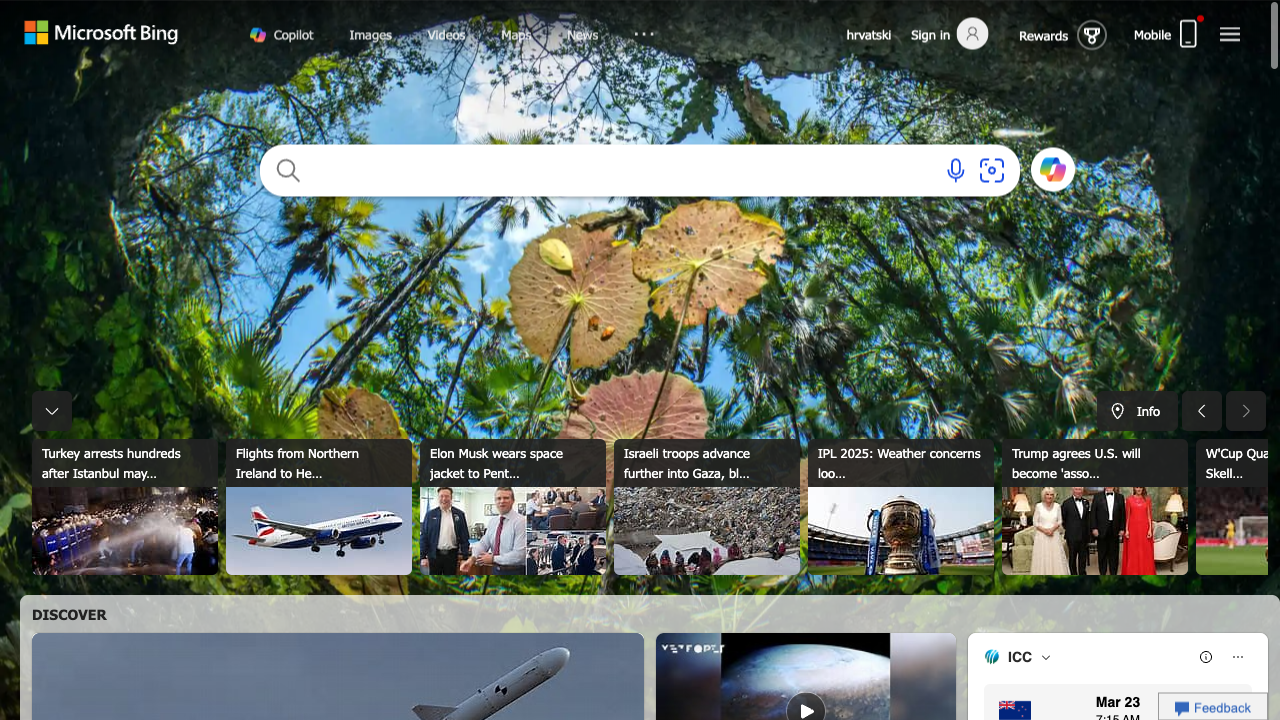 Microsoft Bing
Copilot
Images
Videos
Maps
News
hrvatski
Sign in
Rewards
Mobile
Info
Turkey arrests hundreds
after Istanbul may...
Flights from Northern
Ireland to He...
Elon Musk wears space
jacket to Pent...
Israeli troops advance
further into Gaza, bl...
IPL 2025: Weather concerns
loo...
Trump agrees U.S. will
become 'asso...
W'Cup Qua
Skell...
DISCOVER
ВЕТРОПЕТ
ICC
Mar 23
7:15 AM
Feedback